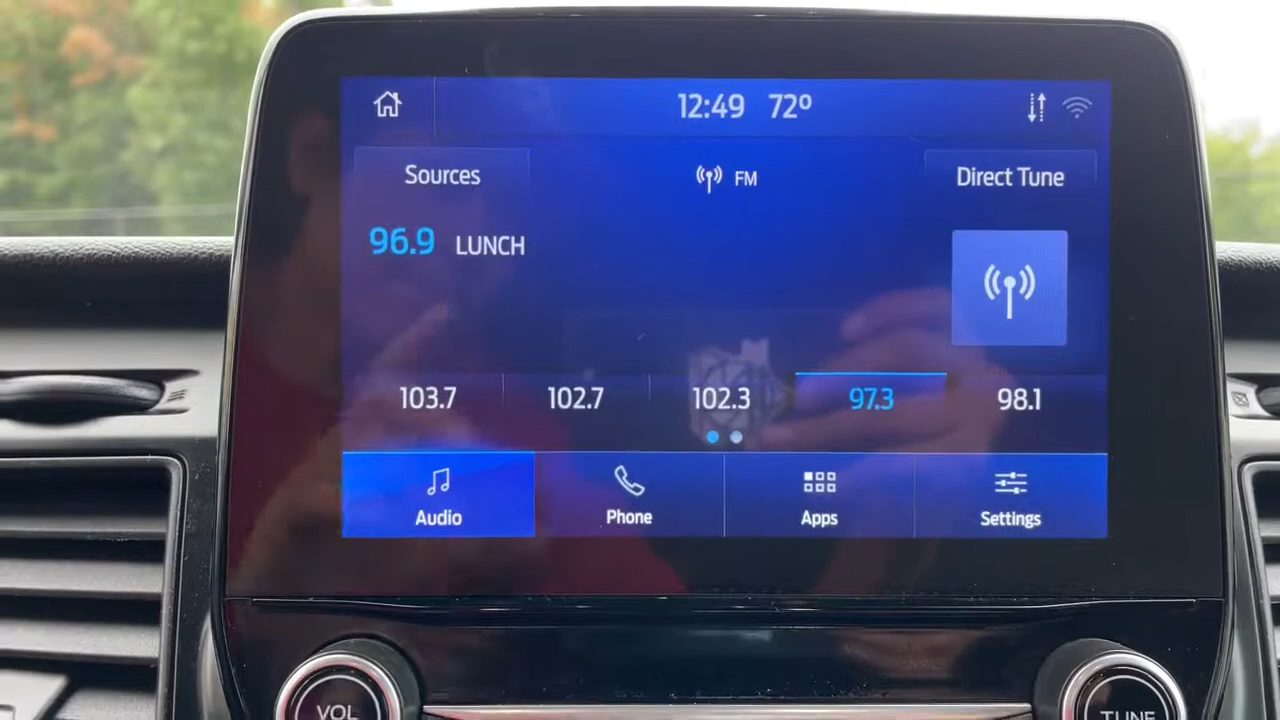 12:49 72°
Sources FM Direct Tune
96.9 LUNCH
103.7 102.7 102.3 97.3 98.1
Audio Phone Apps Settings
VOL TUNE